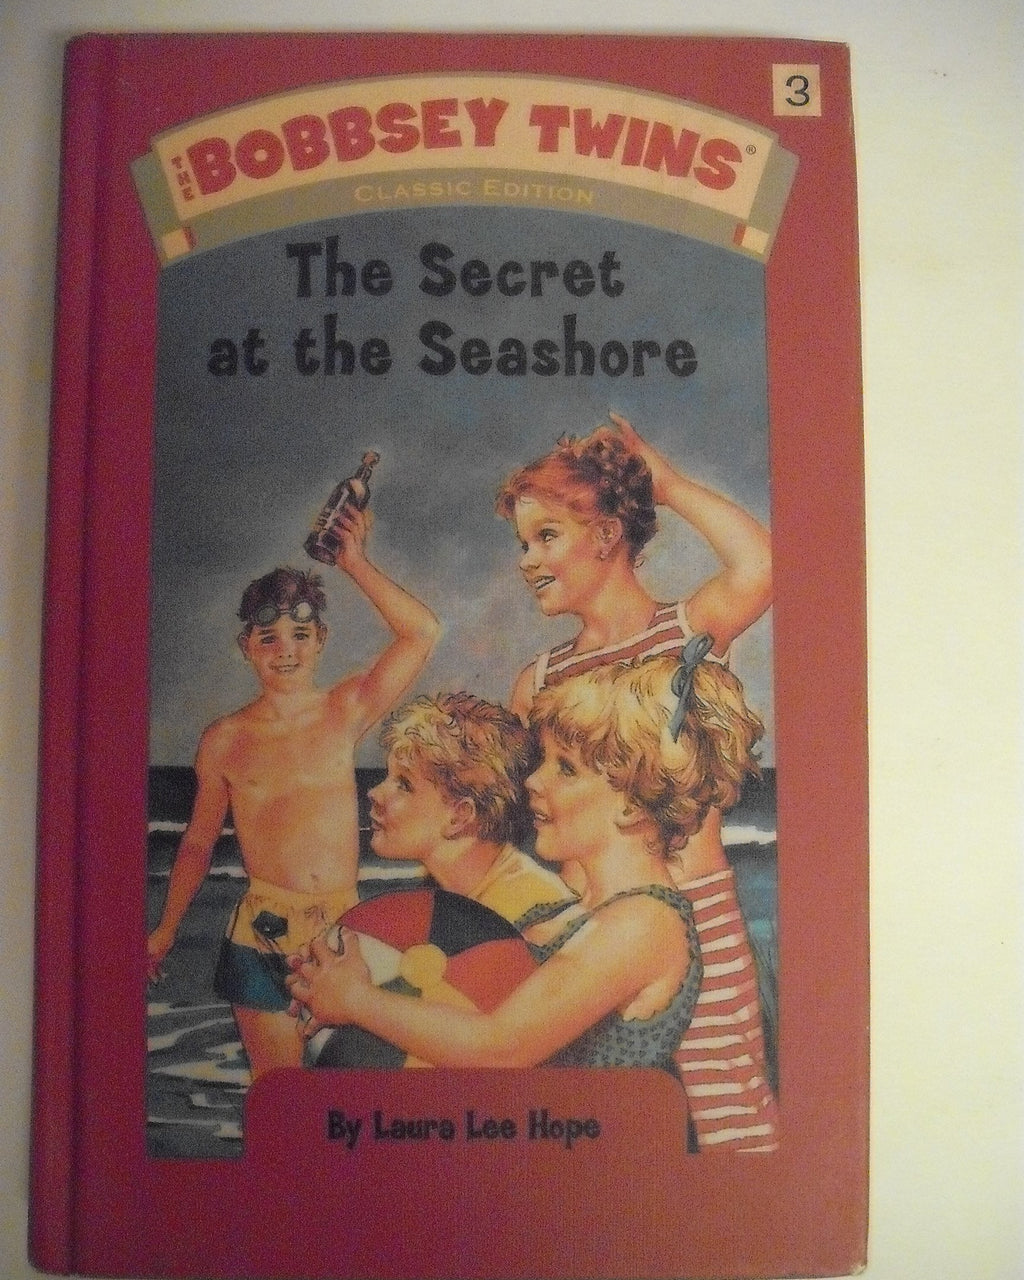 3
THE BOBBSEY TWINS®
CLASSIC EDITION
The Secret
at the Seashore
By Laura Lee Hope